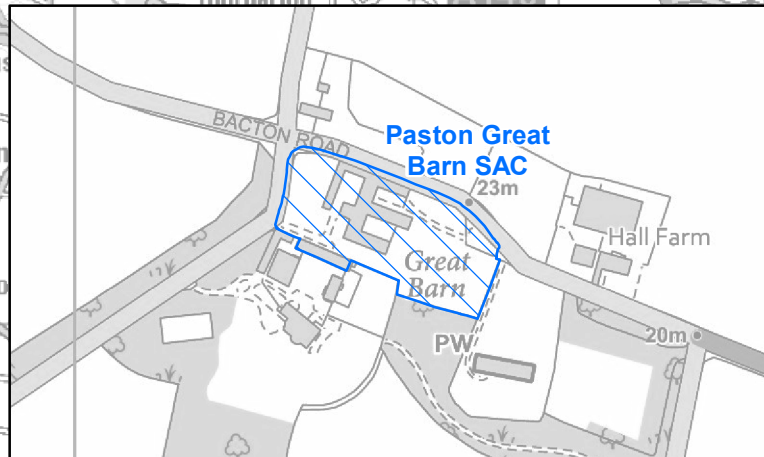 BACTON ROAD
Paston Great
Barn SAC
23m
Hall Farm
Great
Barn
20m
PW